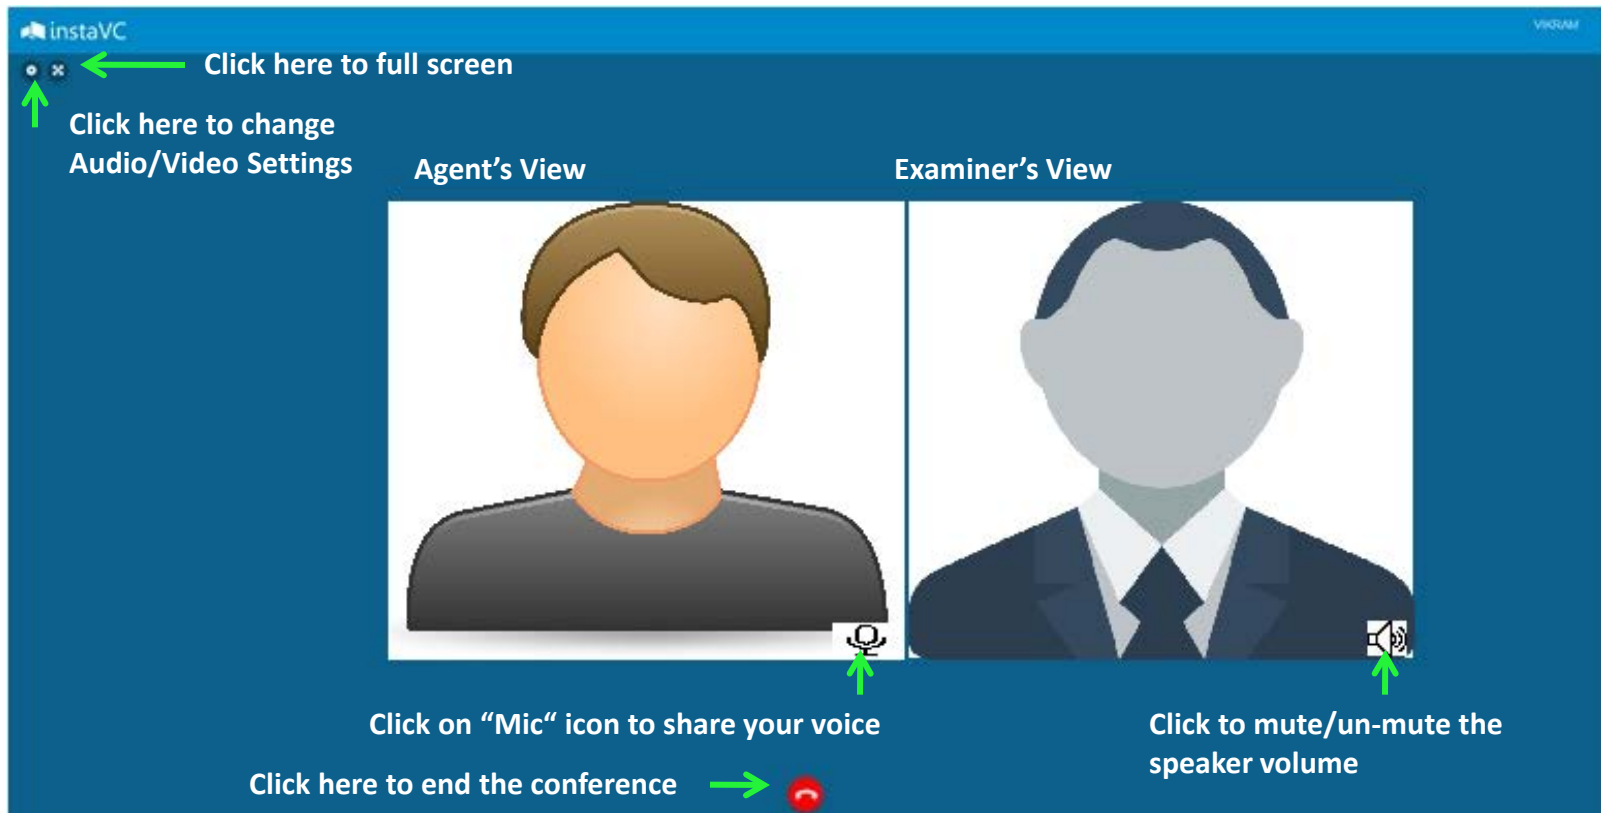 instaVC
VIKRAM
Click here to full screen
Click here to change
Audio/Video Settings
Agent’s View
Examiner’s View
Click on “Mic“ icon to share your voice
Click to mute/un-mute the
speaker volume
Click here to end the conference